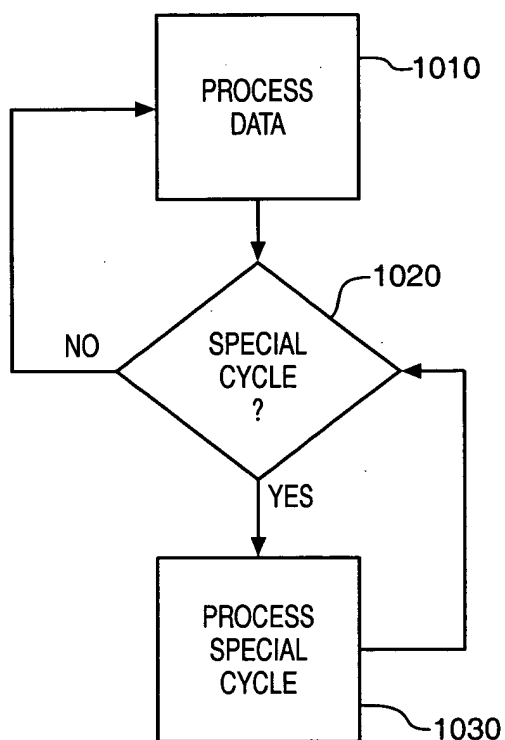 PROCESS
DATA
1010
1020
NO
SPECIAL
CYCLE
?
YES
PROCESS
SPECIAL
CYCLE
1030